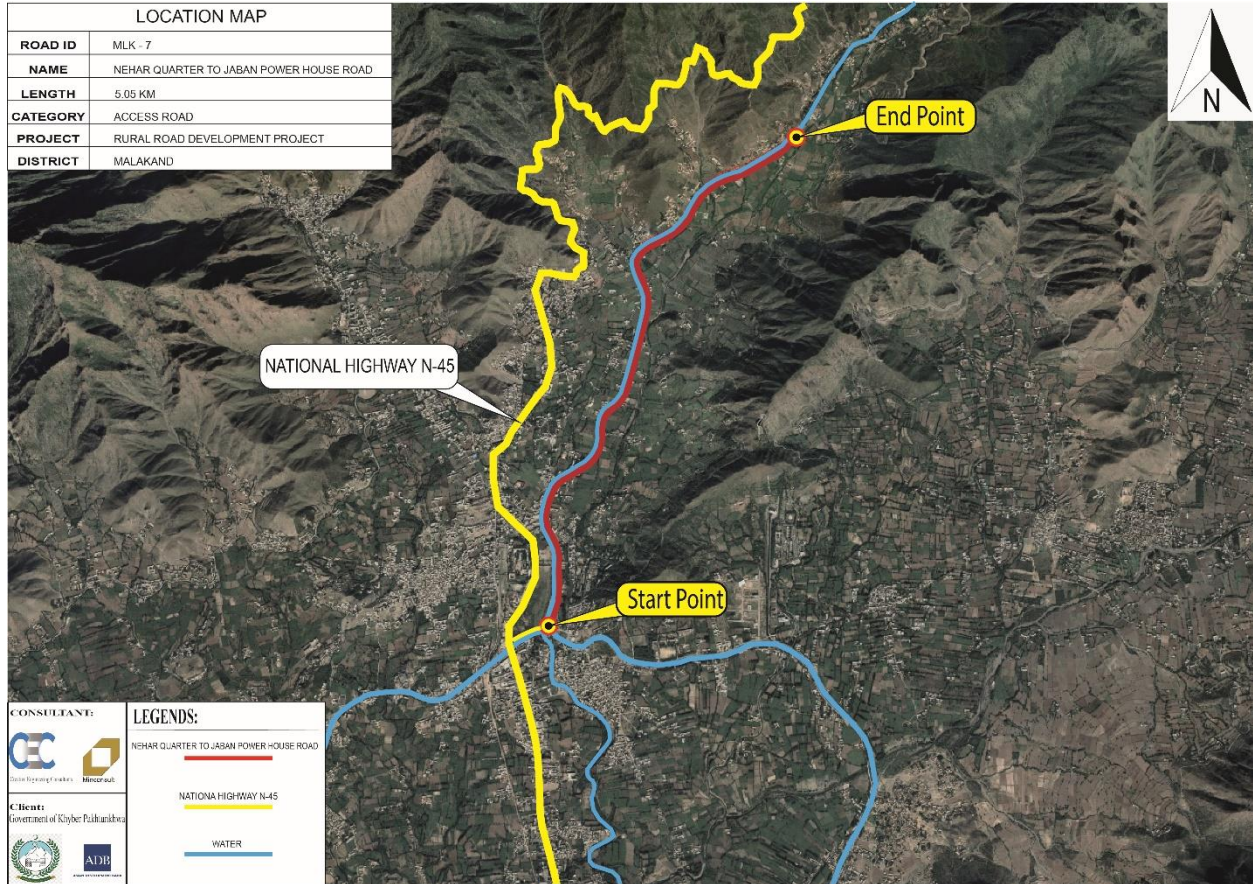 LOCATION MAP
ROAD ID MLK - 7
NAME NEHAR QUARTER TO JABAN POWER HOUSE ROAD
LENGTH 5.05 KM
CATEGORY ACCESS ROAD
PROJECT RURAL ROAD DEVELOPMENT PROJECT
DISTRICT MALAKAND
N
End Point
NATIONAL HIGHWAY N-45
Start Point
CONSULTANT:
CEC
Minconsult
Client:
Government of Khyber Pakhtunkhwa
ADB
LEGENDS:
NEHAR QUARTER TO JABAN POWER HOUSE ROAD
NATIONA HIGHWAY N-45
WATER